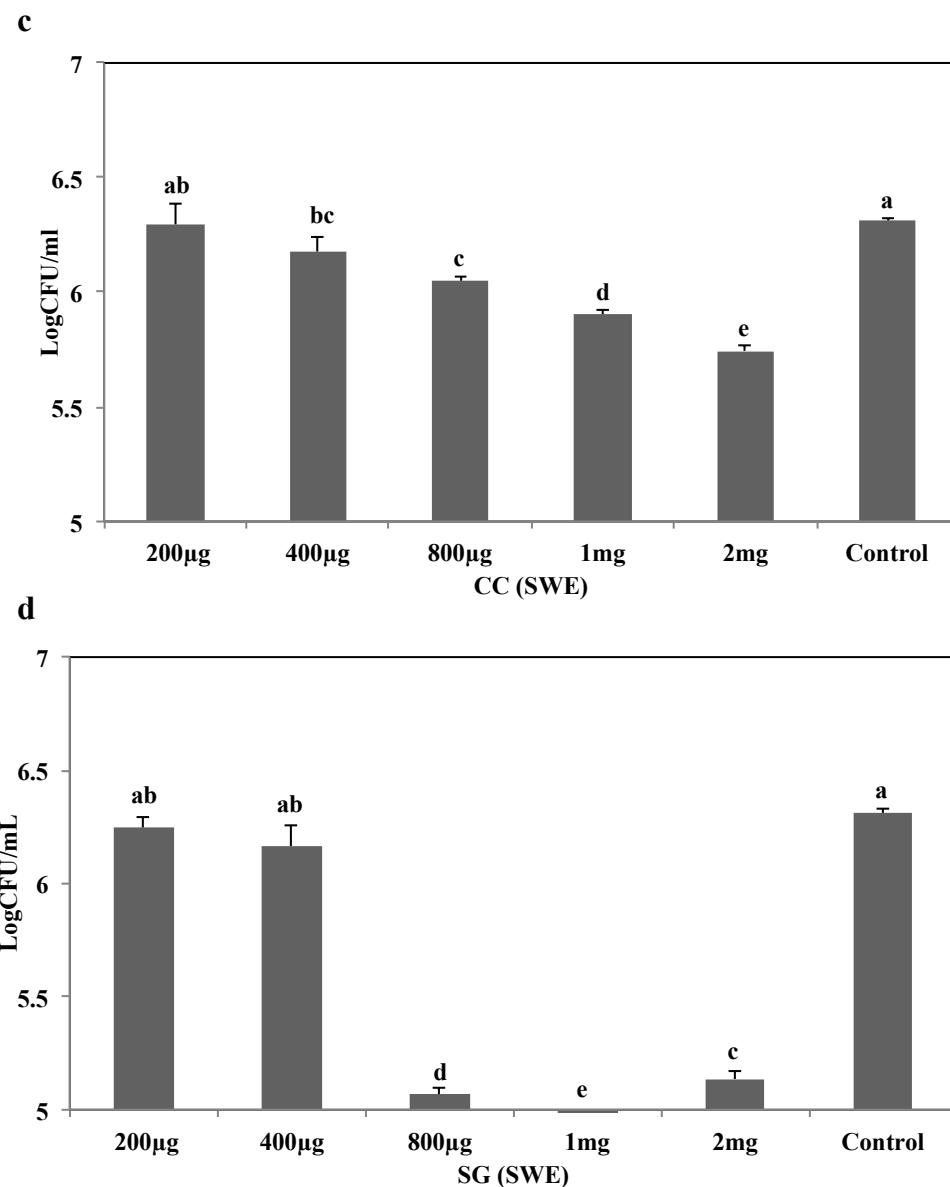 c
7
6.5
6
5.5
5
LogCFU/ml
ab
bc
c
d
e
a
200µg 400µg 800µg 1mg 2mg Control
CC (SWE)
d
7
6.5
6
5.5
5
LogCFU/mL
ab
ab
d
e
c
a
200µg 400µg 800µg 1mg 2mg Control
SG (SWE)